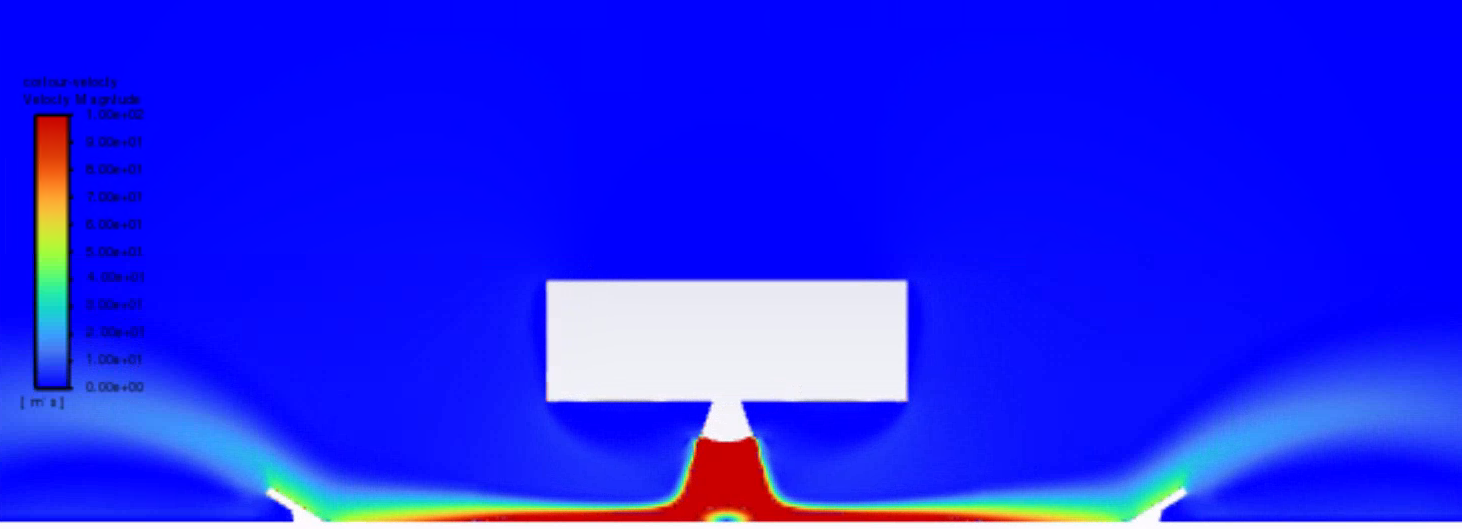 contour-velocity
Velocity Magnitude
1.00e+02
9.00e+01
8.00e+01
7.00e+01
6.00e+01
5.00e+01
4.00e+01
3.00e+01
2.00e+01
1.00e+01
0.00e+00
[ m/s ]